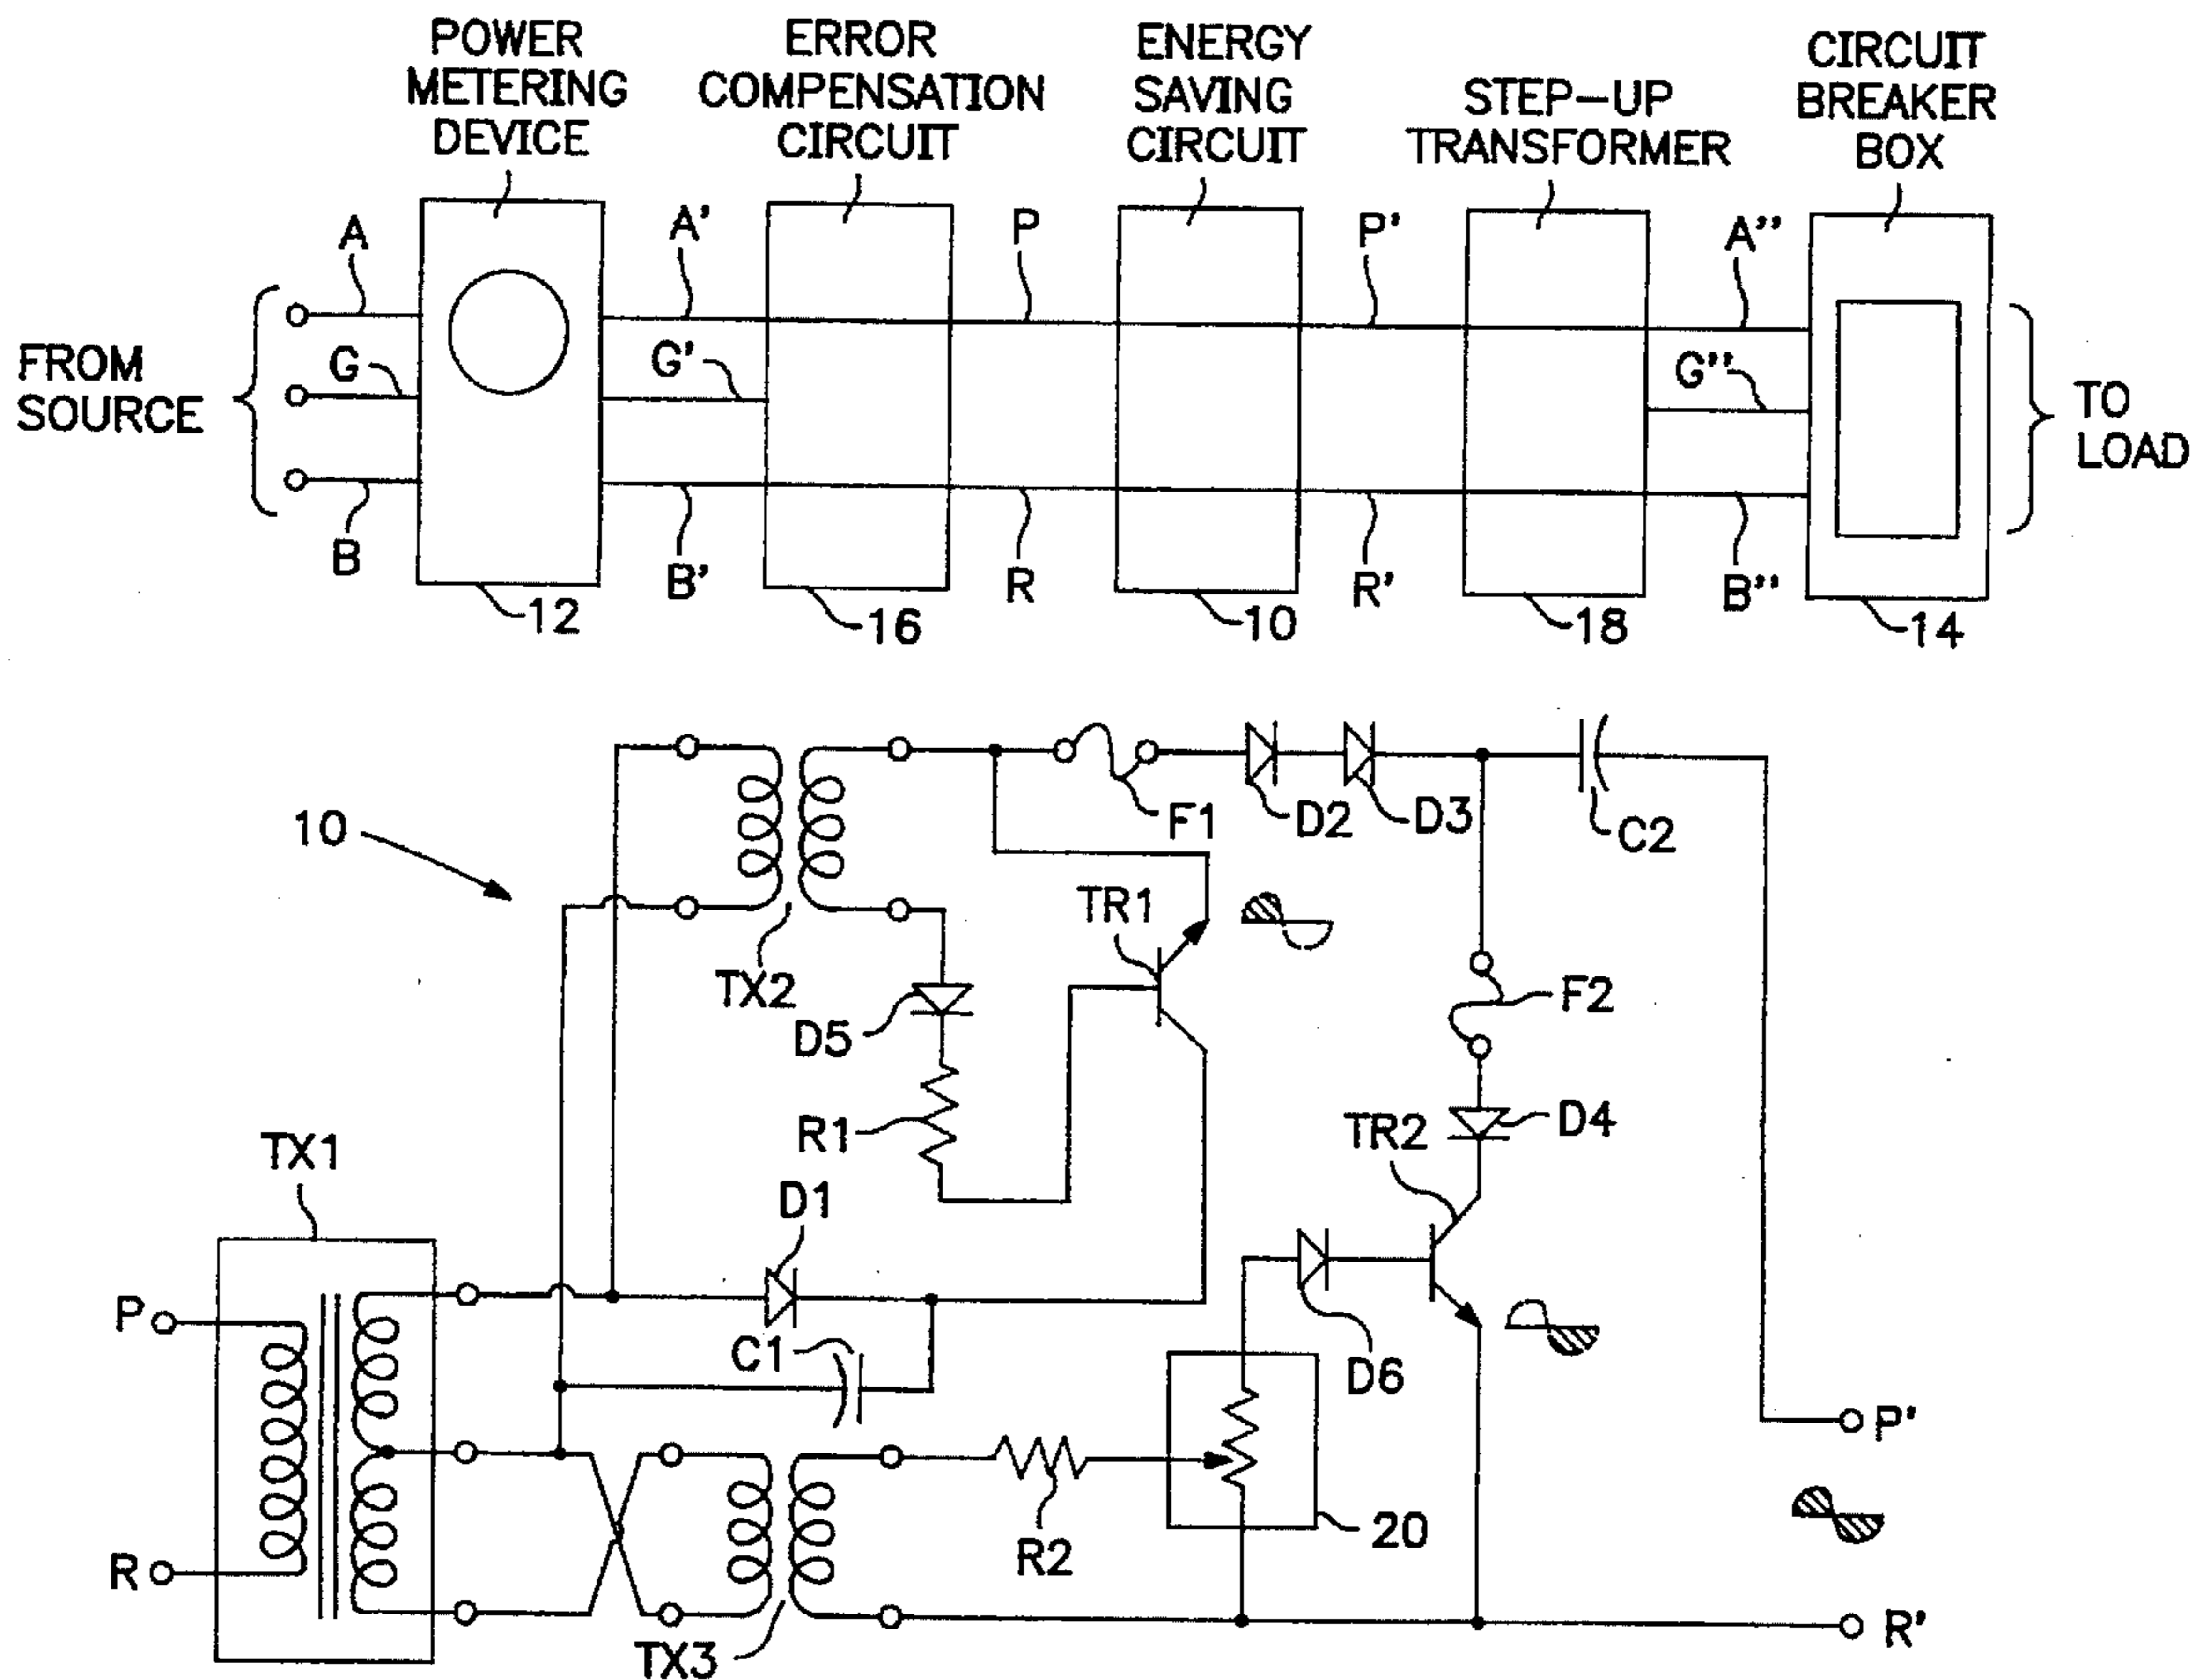 POWER
METERING
DEVICE
ERROR
COMPENSATION
CIRCUIT
ENERGY
SAVING
CIRCUIT
STEP-UP
TRANSFORMER
CIRCUIT
BREAKER
BOX
A
A'
P
P'
A''
FROM
SOURCE
G
G'
G''
TO
LOAD
B
B'
R
R'
B''
12
16
10
18
14
10
F1
D2
D3
C2
TR1
TX2
D5
F2
R1
TR2
D4
TX1
D1
P
C1
D6
P'
R
R2
20
TX3
R'